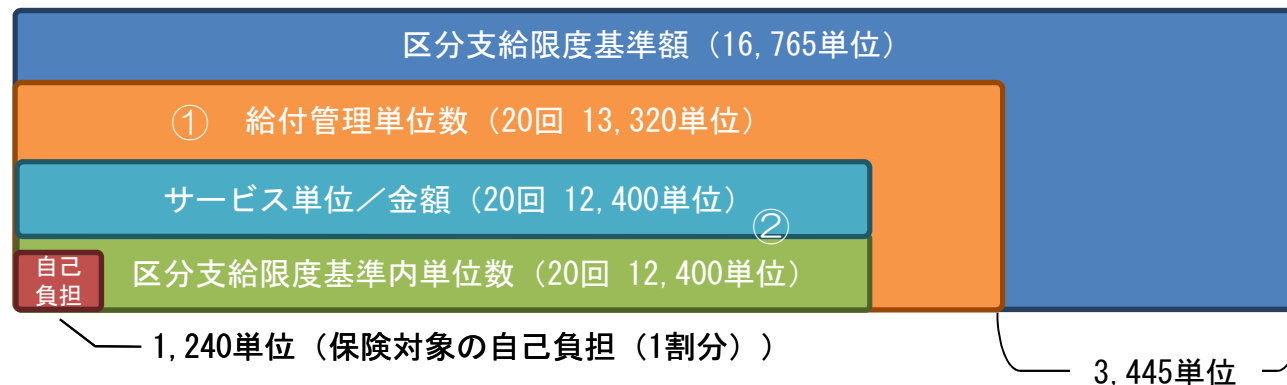 区分支給限度基準額（16,765単位）
① 給付管理単位数（20回 13,320単位）
サービス単位／金額（20回 12,400単位）
②
区分支給限度基準内単位数（20回 12,400単位）
自己
負担
1,240単位（保険対象の自己負担（1割分））
3,445単位